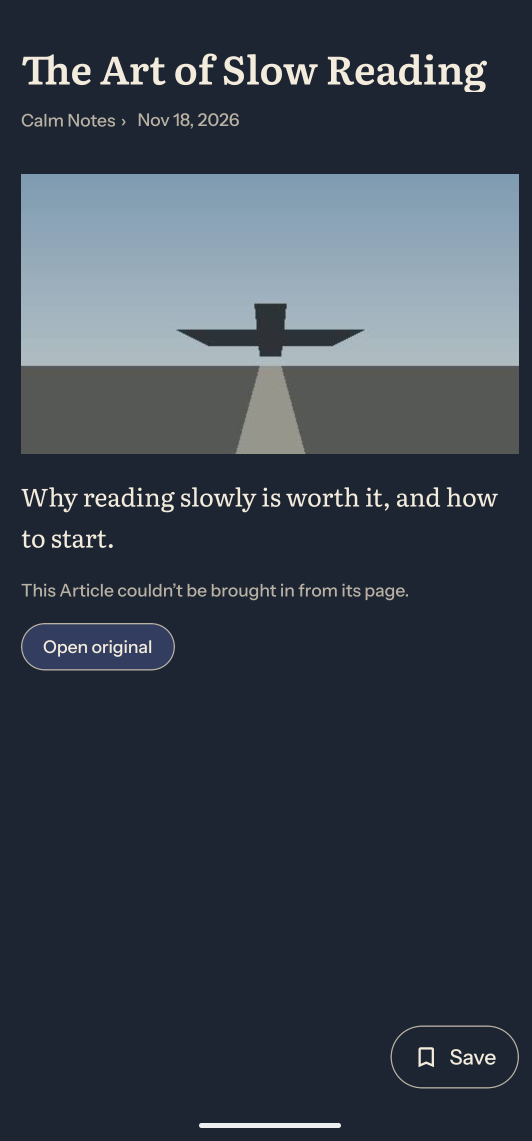 The Art of Slow Reading
Calm Notes › Nov 18, 2026
Why reading slowly is worth it, and how
to start.
This Article couldn’t be brought in from its page.
Open original
Save